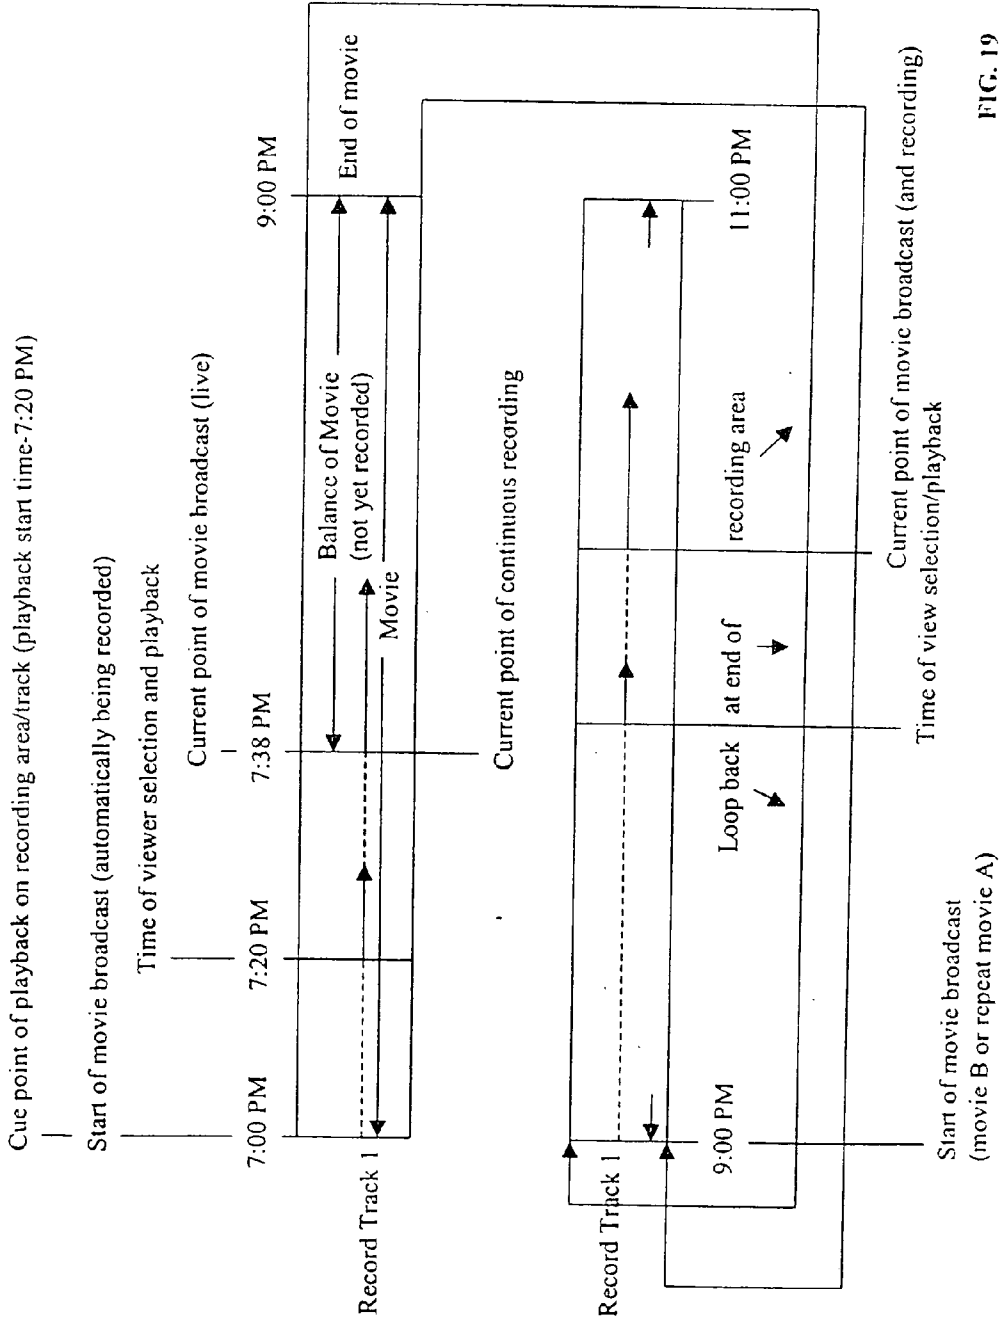 Cue point of playback on recording area/track (playback start time-7:20 PM)
Start of movie broadcast (automatically being recorded)
Time of viewer selection and playback
Current point of movie broadcast (live)
7:00 PM
7:20 PM
7:38 PM
9:00 PM
Record Track 1
Balance of Movie
(not yet recorded)
Movie
End of movie
Current point of continuous recording
Record Track 1
9:00 PM
Loop back
at end of
recording area
11:00 PM
Current point of movie broadcast (and recording)
Time of view selection/playback
Start of movie broadcast
(movie B or repeat movie A)
FIG. 19